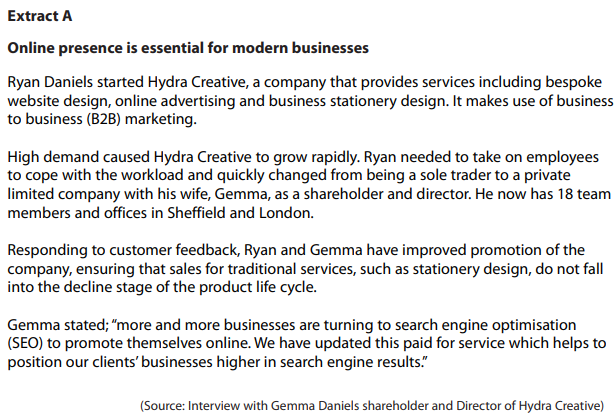 Extract A
Online presence is essential for modern businesses
Ryan Daniels started Hydra Creative, a company that provides services including bespoke
website design, online advertising and business stationery design. It makes use of business
to business (B2B) marketing.
High demand caused Hydra Creative to grow rapidly. Ryan needed to take on employees
to cope with the workload and quickly changed from being a sole trader to a private
limited company with his wife, Gemma, as a shareholder and director. He now has 18 team
members and offices in Sheffield and London.
Responding to customer feedback, Ryan and Gemma have improved promotion of the
company, ensuring that sales for traditional services, such as stationery design, do not fall
into the decline stage of the product life cycle.
Gemma stated; “more and more businesses are turning to search engine optimisation
(SEO) to promote themselves online. We have updated this paid for service which helps to
position our clients’ businesses higher in search engine results.”
(Source: Interview with Gemma Daniels shareholder and Director of Hydra Creative)